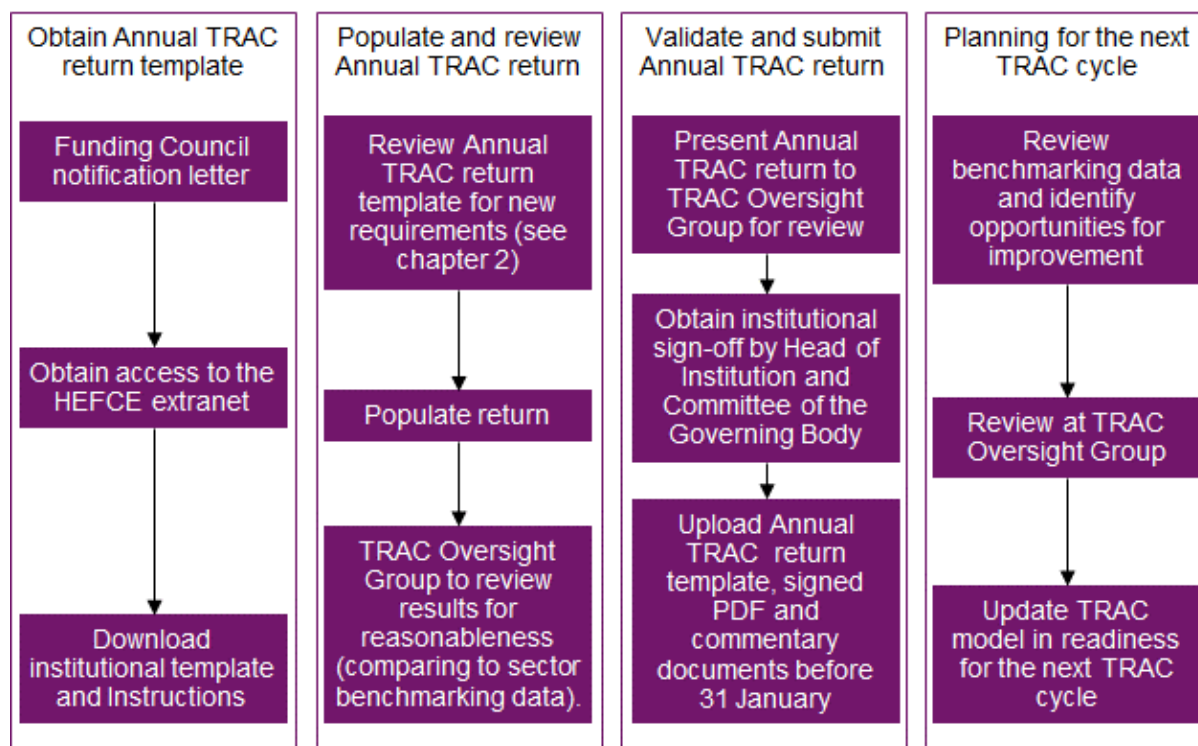 Obtain Annual TRAC
return template
Funding Council
notification letter
Obtain access to the
HEFCE extranet
Download
institutional template
and Instructions
Populate and review
Annual TRAC return
Review Annual
TRAC return
template for new
requirements (see
chapter 2)
Populate return
TRAC Oversight
Group to review
results for
reasonableness
(comparing to sector
benchmarking data).
Validate and submit
Annual TRAC return
Present Annual
TRAC return to
TRAC Oversight
Group for review
Obtain institutional
sign-off by Head of
Institution and
Committee of the
Governing Body
Upload Annual
TRAC return
template, signed
PDF and
commentary
documents before
31 January
Planning for the next
TRAC cycle
Review
benchmarking data
and identify
opportunities for
improvement
Review at TRAC
Oversight Group
Update TRAC
model in readiness
for the next TRAC
cycle